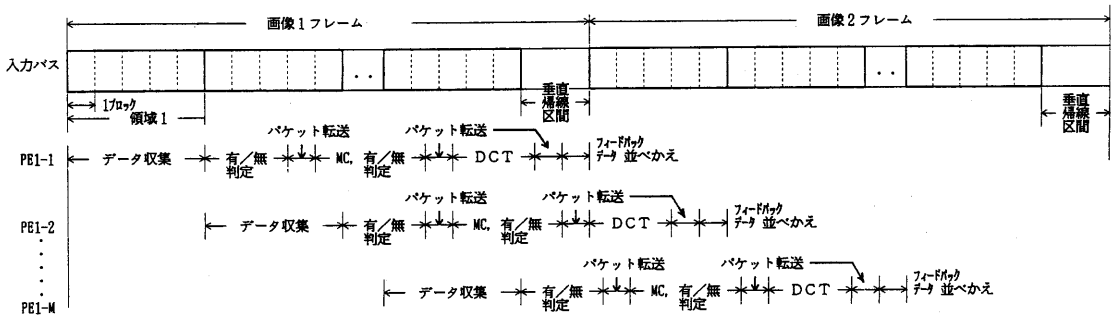 画像1フレーム
画像2フレーム
入力バス
‥
‥
1ブロック
領域1
垂直
帰線
区間
垂直
帰線
区間
パケット転送
パケット転送
PE1-1
データ収集
有/無
判定
MC, 有/無
判定
DCT
フィードバック
データ 並べかえ
パケット転送
パケット転送
PE1-2
データ収集
有/無
判定
MC, 有/無
判定
DCT
フィードバック
データ 並べかえ
パケット転送
パケット転送
PE1-M
データ収集
有/無
判定
MC, 有/無
判定
DCT
フィードバック
データ 並べかえ